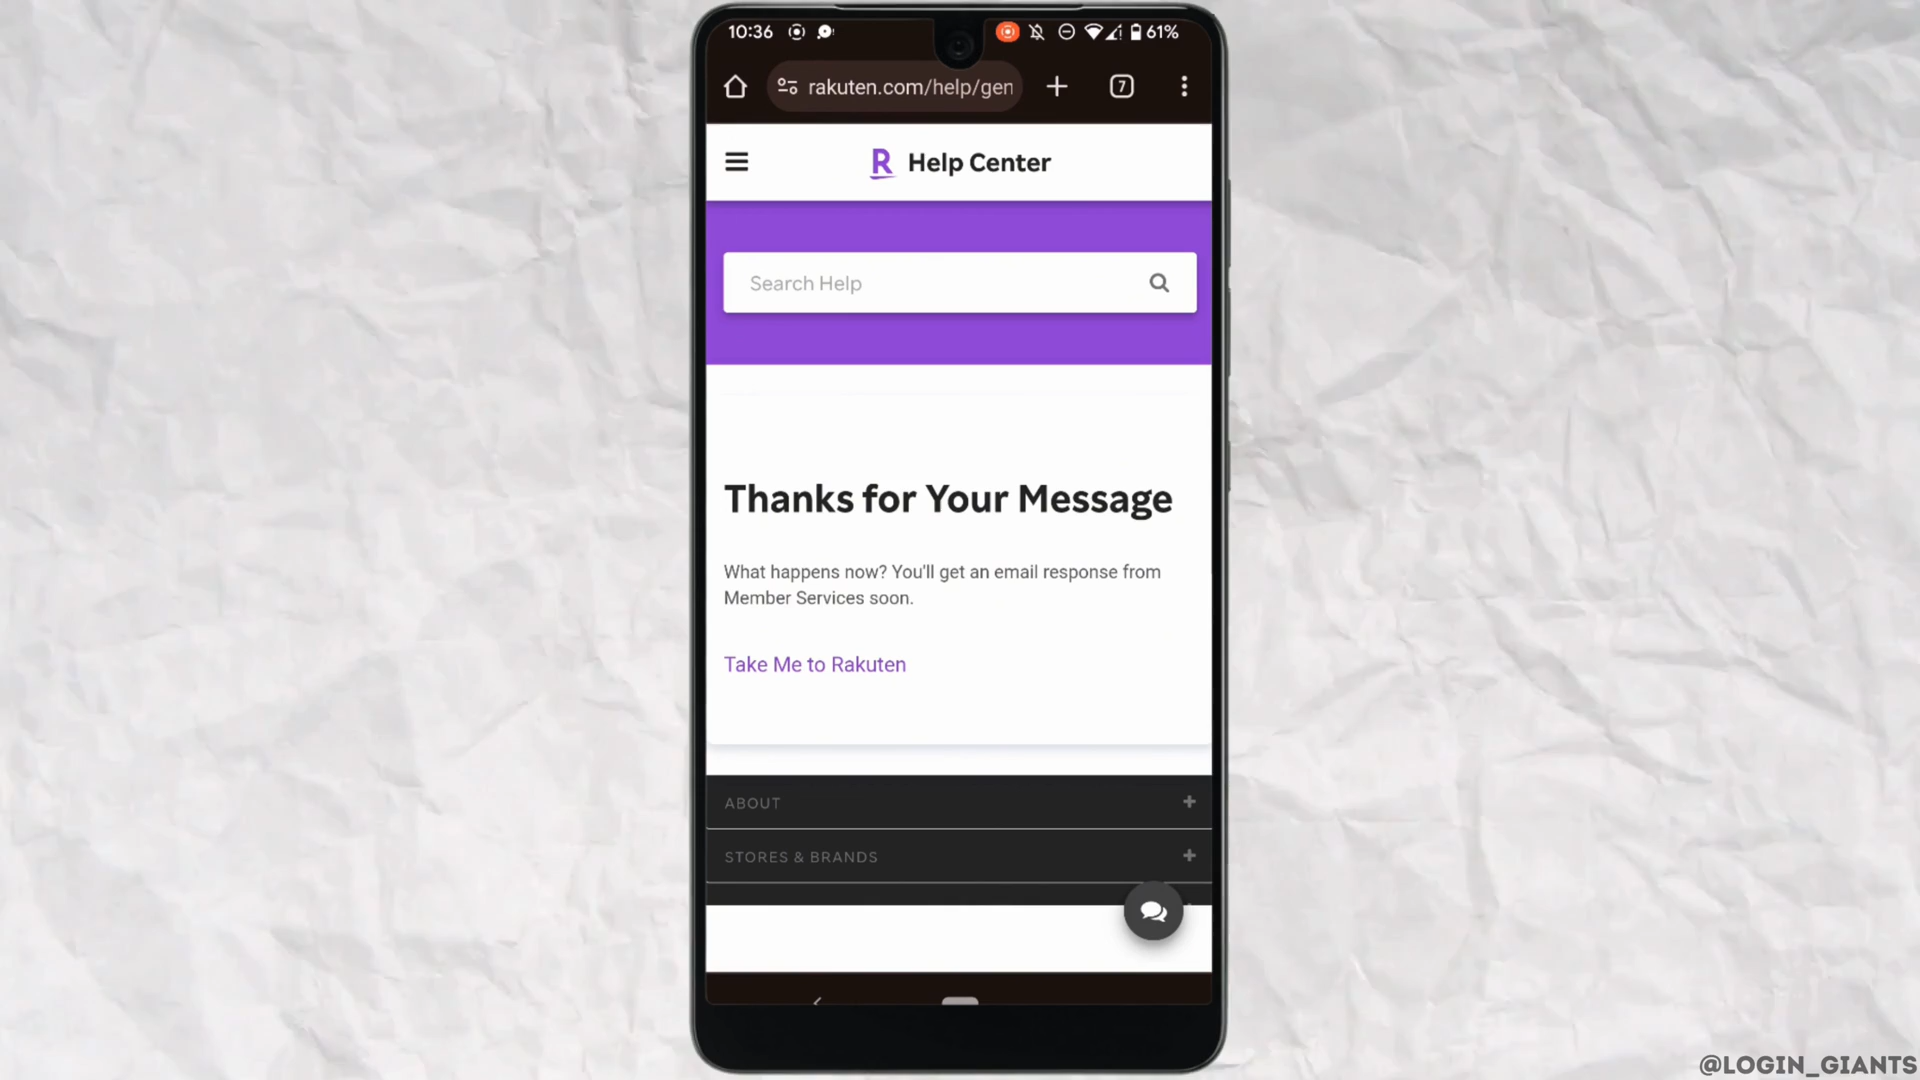 10:36
61%
rakuten.com/help/gen
7
R Help Center
Search Help
Thanks for Your Message
What happens now? You'll get an email response from
Member Services soon.
Take Me to Rakuten
ABOUT +
STORES & BRANDS +
@LOGIN_GIANTS